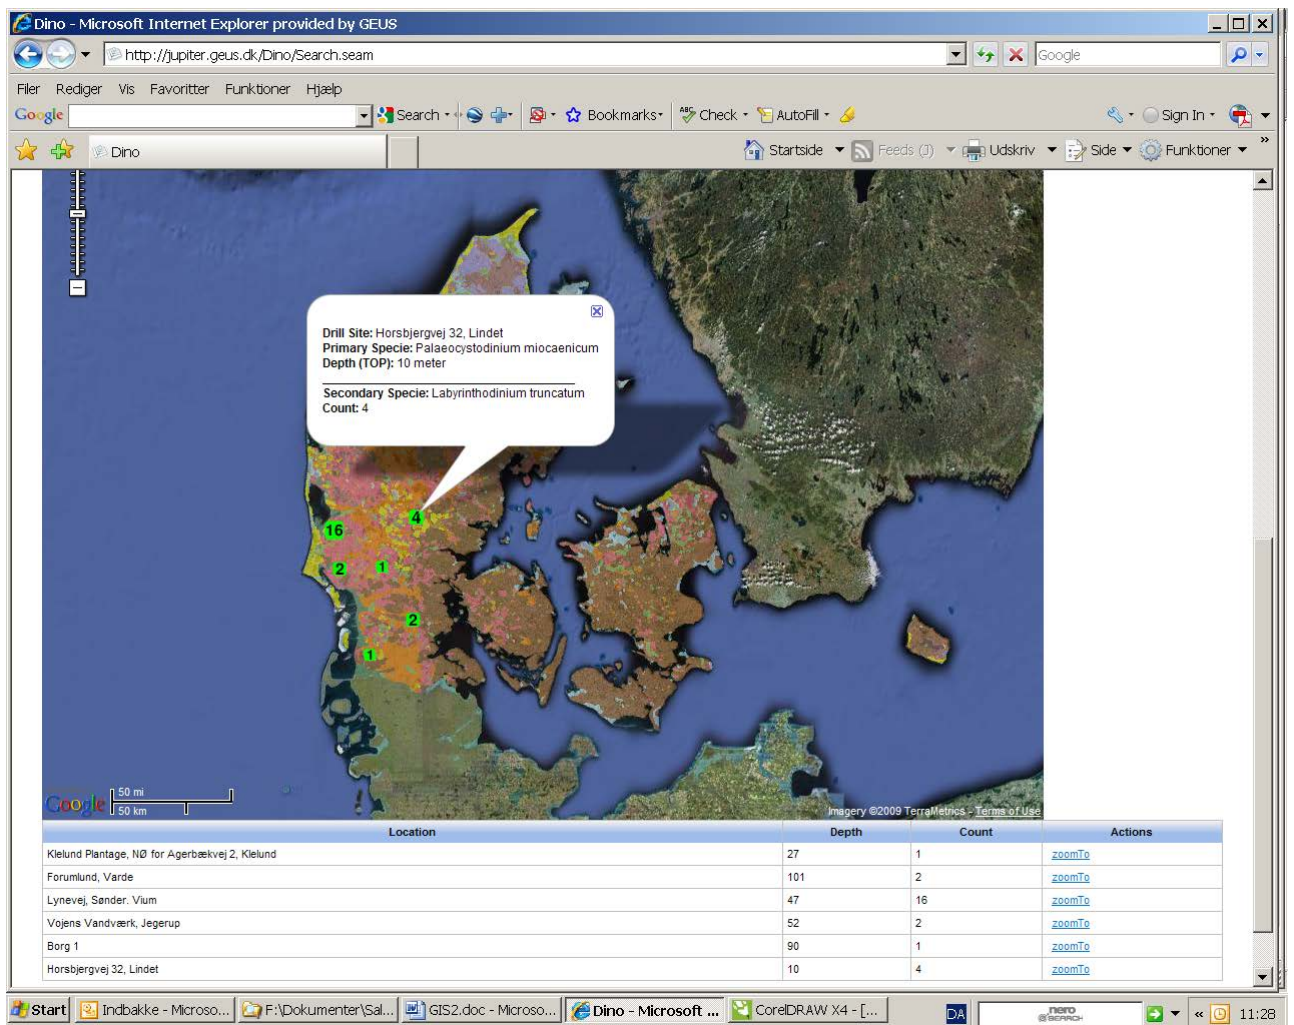 Dino - Microsoft Internet Explorer provided by GEUS
http://jupiter.geus.dk/Dino/Search.seam
Google
Filer Rediger Vis Favoritter Funktioner Hjælp
Google Search Bookmarks ABC Check AutoFill Sign In
Dino Startside Feeds (J) Udskriv Side Funktioner »
Drill Site: Horsbjergvej 32, Lindet
Primary Specie: Palaeocystodinium miocaenicum
Depth (TOP): 10 meter
Secondary Specie: Labyrinthodinium truncatum
Count: 4
4
16
2 1
2
1
50 mi
Google 50 km
Imagery ©2009 TerraMetrics - Terms of Use
Location Depth Count Actions
Klelund Plantage, NØ for Agerbækvej 2, Klelund 27 1 zoomTo
Forumlund, Varde 101 2 zoomTo
Lynevej, Sønder. Vium 47 16 zoomTo
Vojens Vandværk, Jegerup 52 2 zoomTo
Borg 1 90 1 zoomTo
Horsbjergvej 32, Lindet 10 4 zoomTo
Start Indbakke - Microso... F:\Dokumenter\Sal... GIS2.doc - Microso... Dino - Microsoft ... CorelDRAW X4 - [... DA nero SEARCH « 11:28